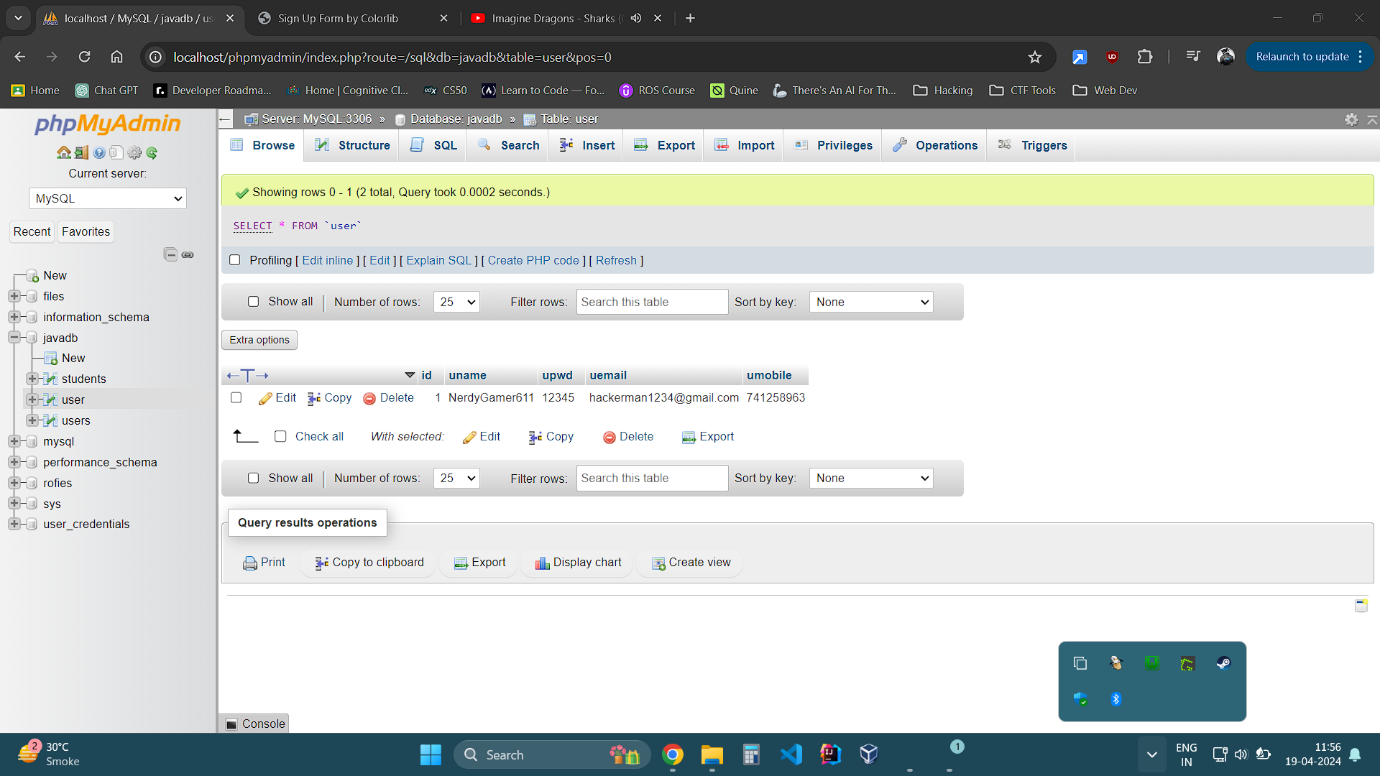 localhost / MySQL / javadb / us
Sign Up Form by Colorlib
Imagine Dragons - Sharks (
localhost/phpmyadmin/index.php?route=/sql&db=javadb&table=user&pos=0
Relaunch to update
Home
Chat GPT
Developer Roadma...
Home | Cognitive Cl...
CS50
Learn to Code — Fo...
ROS Course
Quine
There's An AI For Th...
Hacking
CTF Tools
Web Dev
phpMyAdmin
Current server:
MySQL
Recent
Favorites
New
files
information_schema
javadb
New
students
user
users
mysql
performance_schema
rofies
sys
user_credentials
Server: MySQL:3306 » Database: javadb » Table: user
Browse
Structure
SQL
Search
Insert
Export
Import
Privileges
Operations
Triggers
Showing rows 0 - 1 (2 total, Query took 0.0002 seconds.)
SELECT * FROM `user`
Profiling [ Edit inline ] [ Edit ] [ Explain SQL ] [ Create PHP code ] [ Refresh ]
Show all Number of rows: 25 Filter rows: Search this table Sort by key: None
Extra options
id uname upwd uemail umobile
Edit Copy Delete 1 NerdyGamer611 12345 hackerman1234@gmail.com 741258963
Check all With selected: Edit Copy Delete Export
Show all Number of rows: 25 Filter rows: Search this table Sort by key: None
Query results operations
Print
Copy to clipboard
Export
Display chart
Create view
Console
2
30°C
Smoke
Search
1
ENG
IN
11:56
19-04-2024